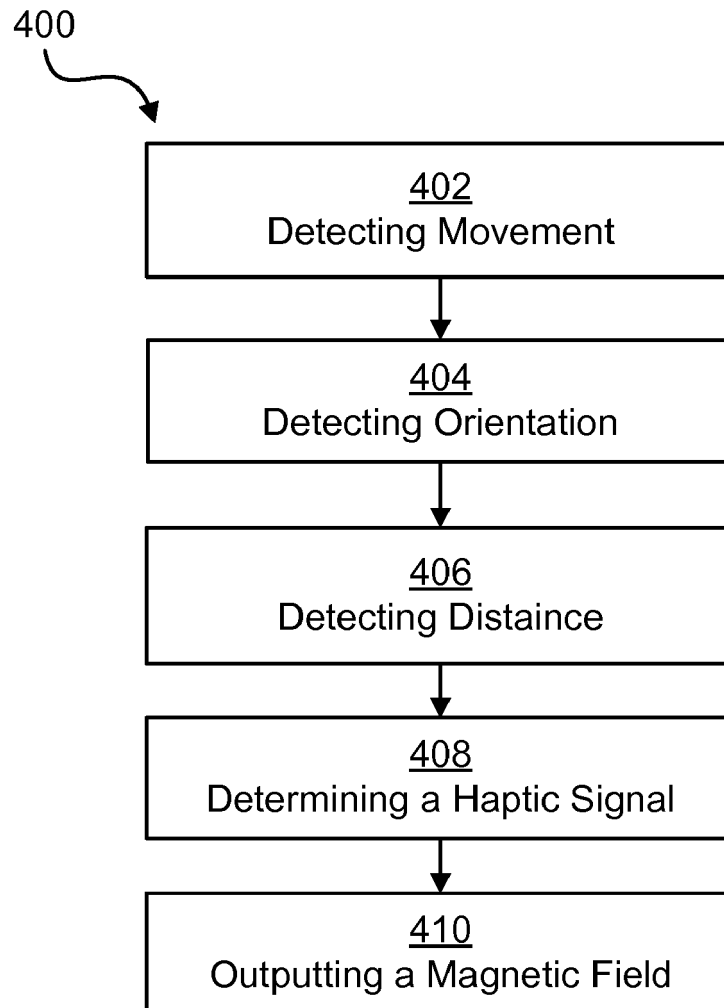 400
402
Detecting Movement
404
Detecting Orientation
406
Detecting Distaince
408
Determining a Haptic Signal
410
Outputting a Magnetic Field